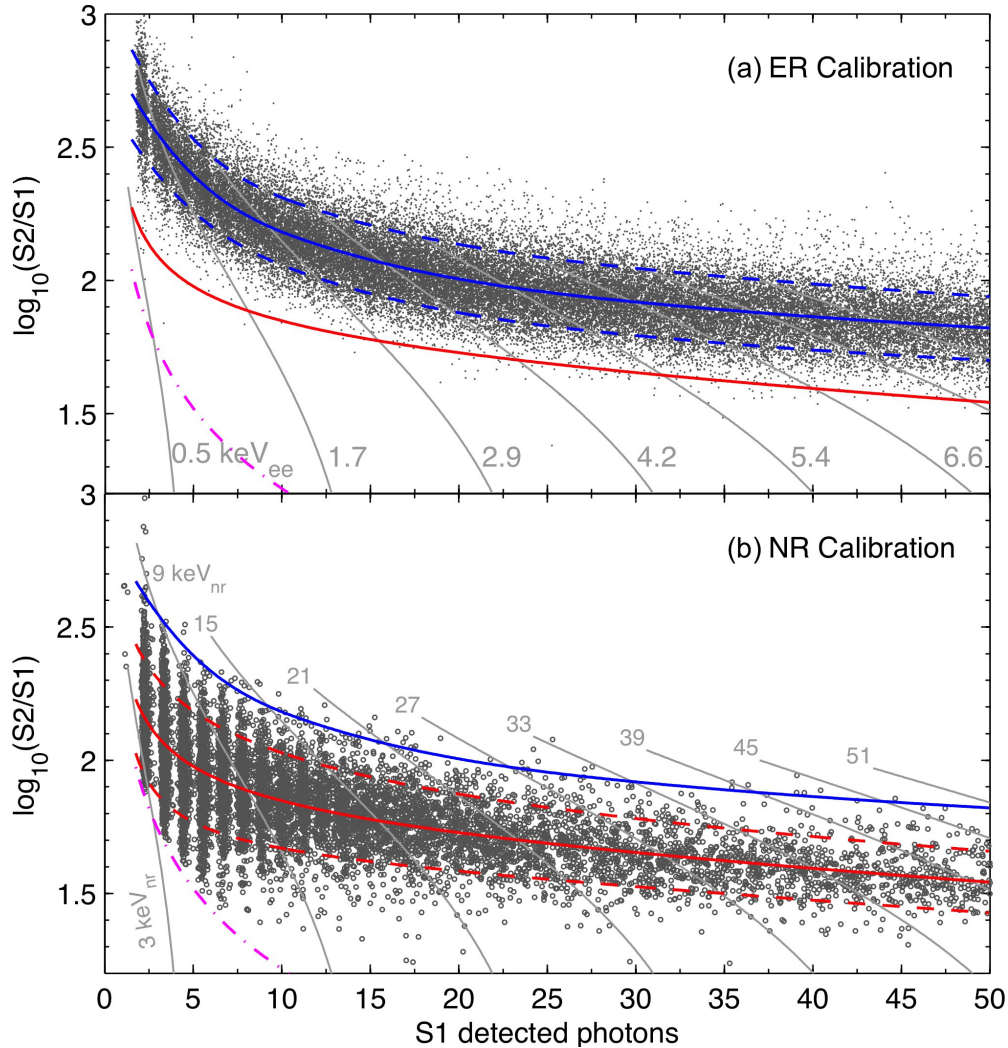 3
(a) ER Calibration
2.5
log10(S2/S1)
2
1.5
0.5 keVee 1.7 2.9 4.2 5.4 6.6
3
(b) NR Calibration
9 keVnr
15
2.5
21
27
33
39
45
51
log10(S2/S1)
2
1.5
3 keVnr
0 5 10 15 20 25 30 35 40 45 50
S1 detected photons